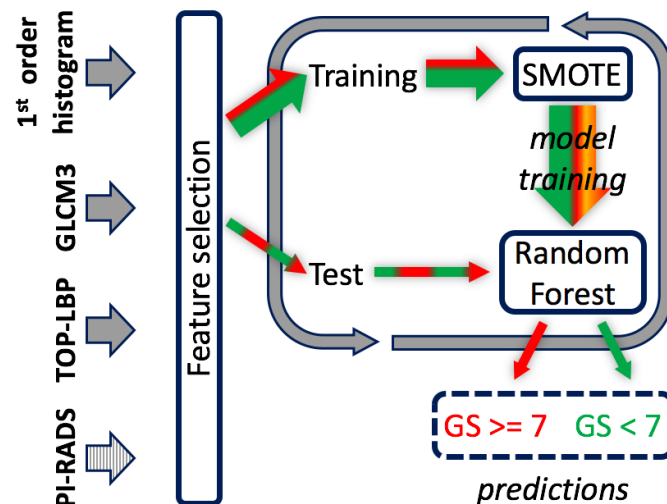 1st order
histogram
GLCM3
TOP-LBP
PI-RADS
Feature selection
Training
SMOTE
model
training
Test
Random
Forest
GS >= 7 GS < 7
predictions